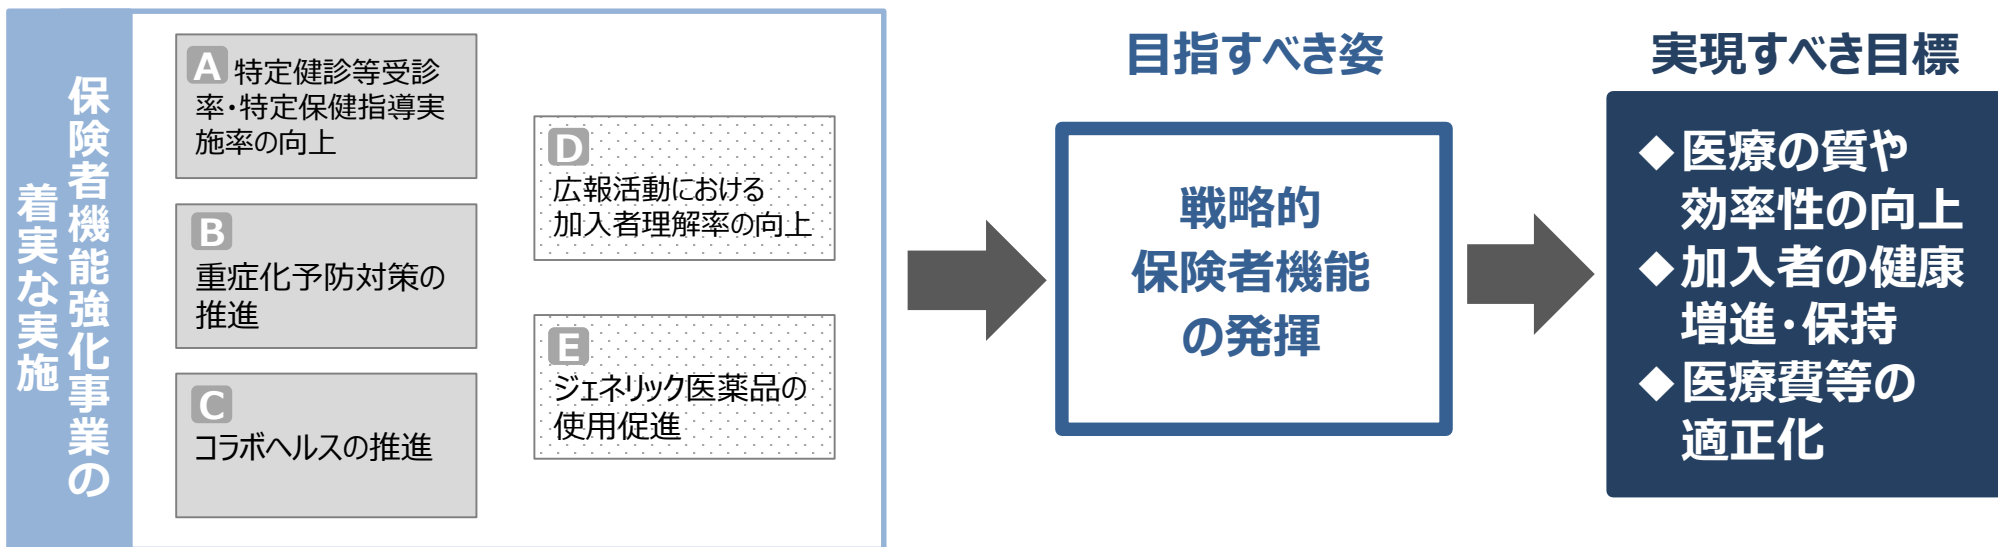 保険者機能強化事業の
着実な実施
A 特定健診等受診
率・特定保健指導実
施率の向上
B
重症化予防対策の
推進
C
コラボヘルスの推進
D
広報活動における
加入者理解率の向上
E
ジェネリック医薬品の
使用促進
目指すべき姿
戦略的
保険者機能
の発揮
実現すべき目標
◆医療の質や
効率性の向上
◆加入者の健康
増進・保持
◆医療費等の
適正化